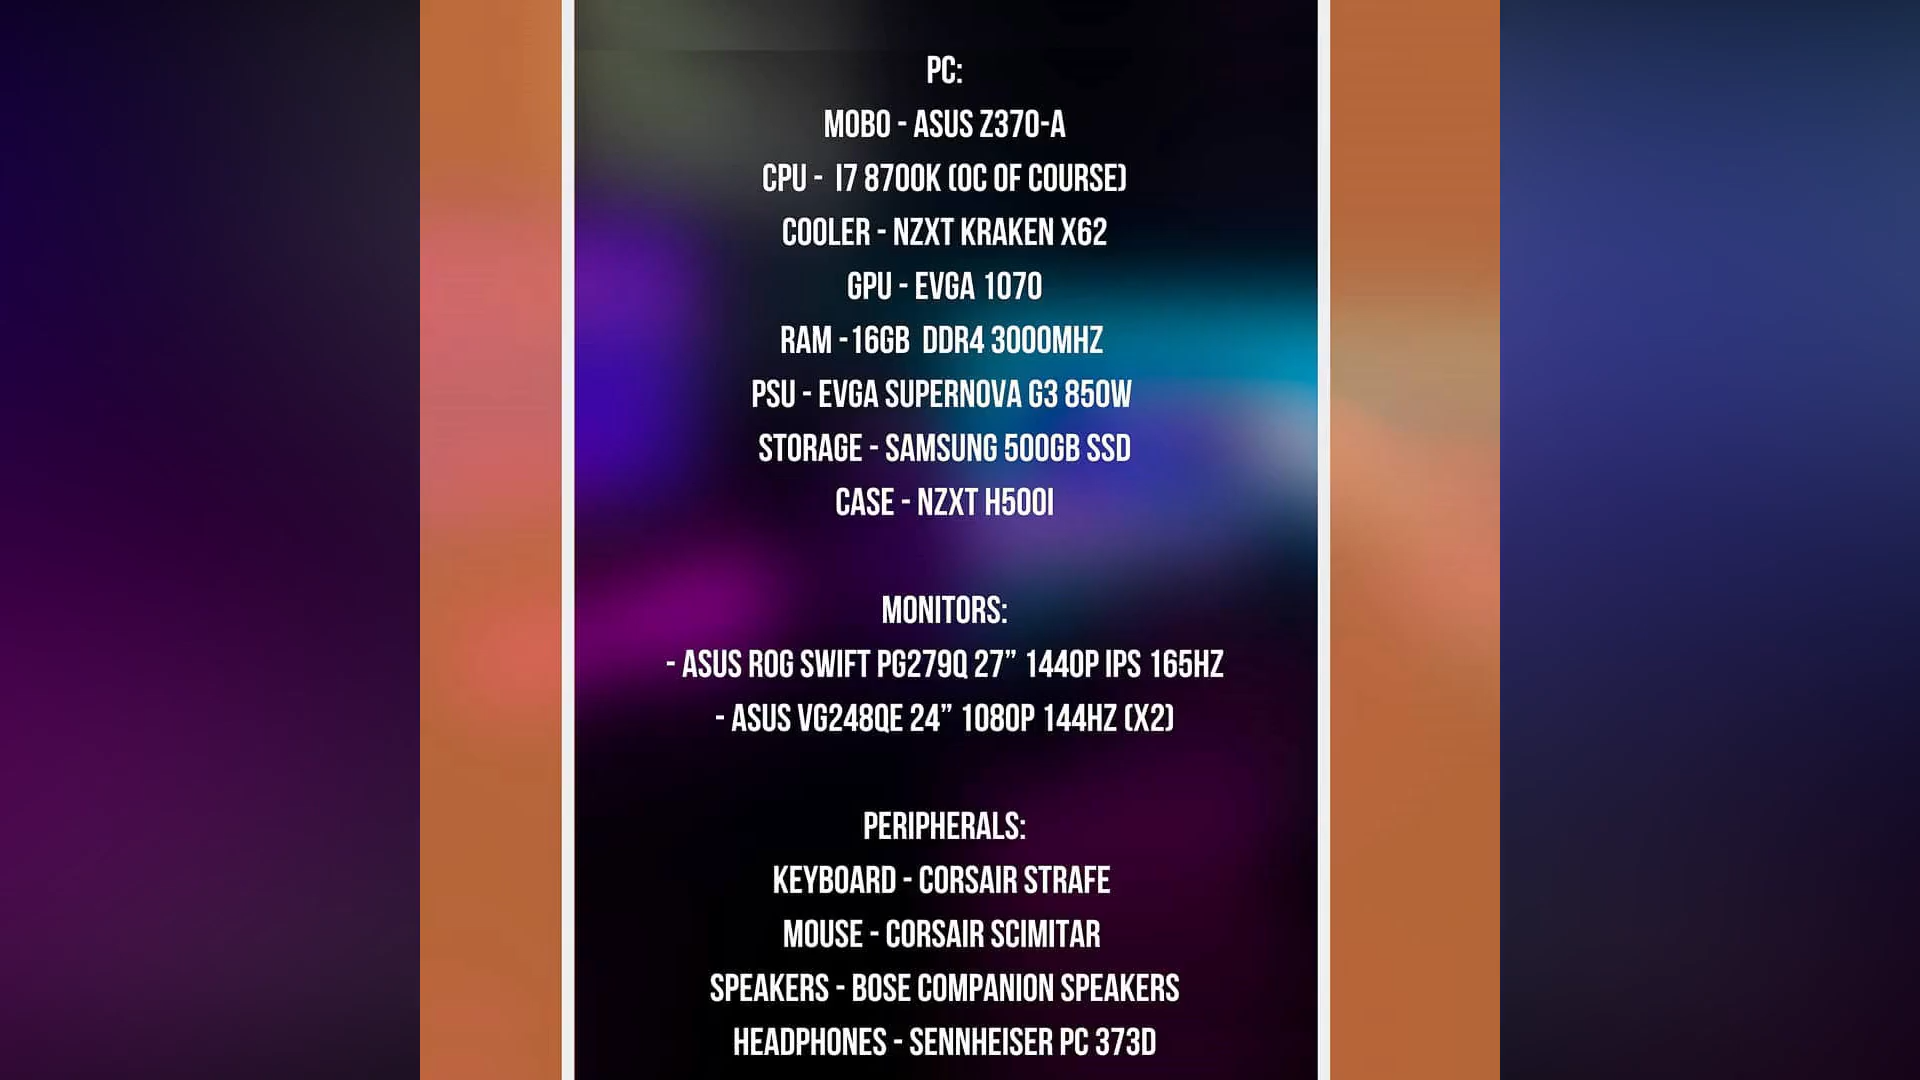 PC:
MOBO - ASUS Z370-A
CPU - I7 8700K (OC OF COURSE)
COOLER - NZXT KRAKEN X62
GPU - EVGA 1070
RAM -16GB DDR4 3000MHZ
PSU - EVGA SUPERNOVA G3 850W
STORAGE - SAMSUNG 500GB SSD
CASE - NZXT H500I
MONITORS:
- ASUS ROG SWIFT PG279Q 27” 1440P IPS 165HZ
- ASUS VG248QE 24” 1080P 144HZ (X2)
PERIPHERALS:
KEYBOARD - CORSAIR STRAFE
MOUSE - CORSAIR SCIMITAR
SPEAKERS - BOSE COMPANION SPEAKERS
HEADPHONES - SENNHEISER PC 373D